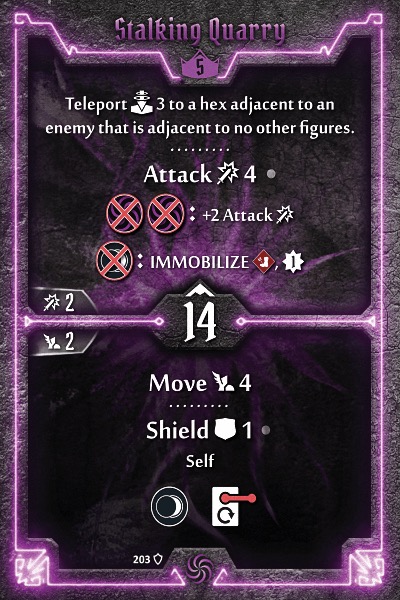 Stalking Quarry
5
Teleport 3 to a hex adjacent to an
enemy that is adjacent to no other figures.
Attack 4
: +2 Attack
: IMMOBILIZE , 1
2
14
2
Move 4
Shield 1
Self
203